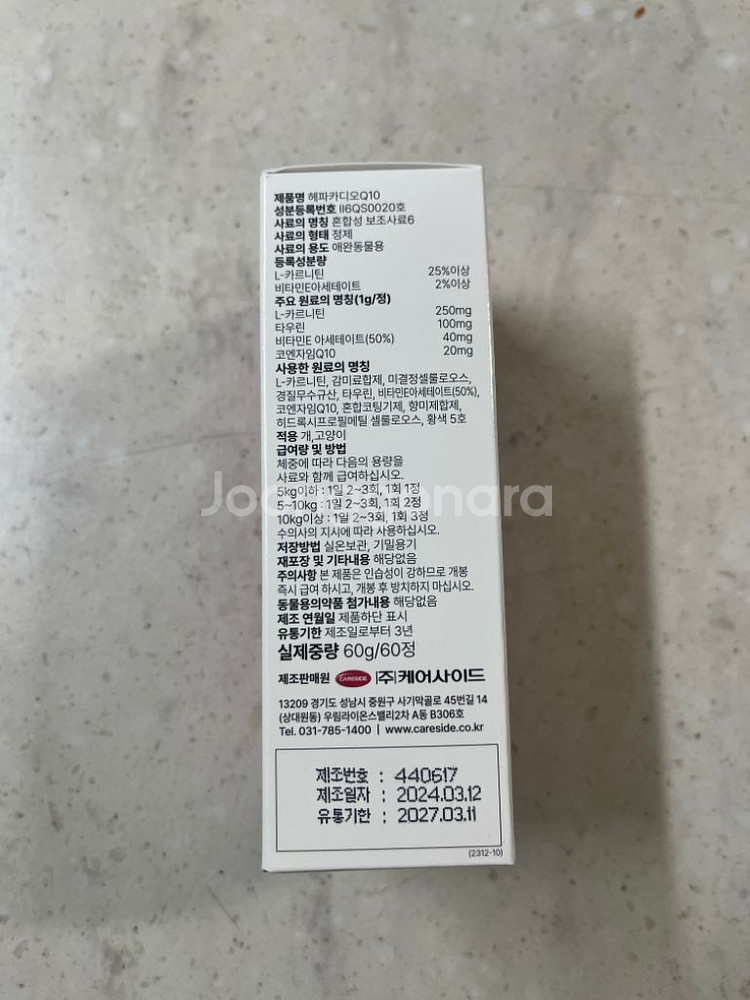 제품명 헤파카디오Q10
성분등록번호 II6QS0020호
사료의 명칭 혼합성 보조사료6
사료의 형태 정제
사료의 용도 애완동물용
등록성분량
L-카르니틴 25%이상
비타민E아세테이트 2%이상
주요 원료의 명칭(1g/정)
L-카르니틴 250mg
타우린 100mg
비타민E 아세테이트(50%) 40mg
코엔자임Q10 20mg
사용한 원료의 명칭
L-카르니틴, 감미료합제, 미결정셀룰로오스,
경질무수규산, 타우린, 비타민E아세테이트(50%),
코엔자임Q10, 혼합코팅기제, 향미제합제,
히드록시프로필메틸 셀룰로오스, 황색 5호
적용 개,고양이
급여량 및 방법
체중에 따라 다음의 용량을
사료와 함께 급여하십시오.
5kg이하 : 1일 2~3회, 1회 1정
5~10kg : 1일 2~3회, 1회 2정
10kg이상 : 1일 2~3회, 1회 3정
수의사의 지시에 따라 사용하십시오.
저장방법 실온보관, 기밀용기
재포장 및 기타내용 해당없음
주의사항 본 제품은 인습성이 강하므로 개봉
즉시 급여 하시고, 개봉 후 방치하지 마십시오.
동물용의약품 첨가내용 해당없음
제조 연월일 제품하단 표시
유통기한 제조일로부터 3년
실제중량 60g/60정
제조판매원 CARESIDE (주)케어사이드
13209 경기도 성남시 중원구 사기막골로 45번길 14
(상대원동) 우림라이온스밸리2차 A동 B306호
Tel. 031-785-1400 | www.careside.co.kr
제조번호 : 440617
제조일자 : 2024.03.12
유통기한 : 2027.03.11
(2312-10)